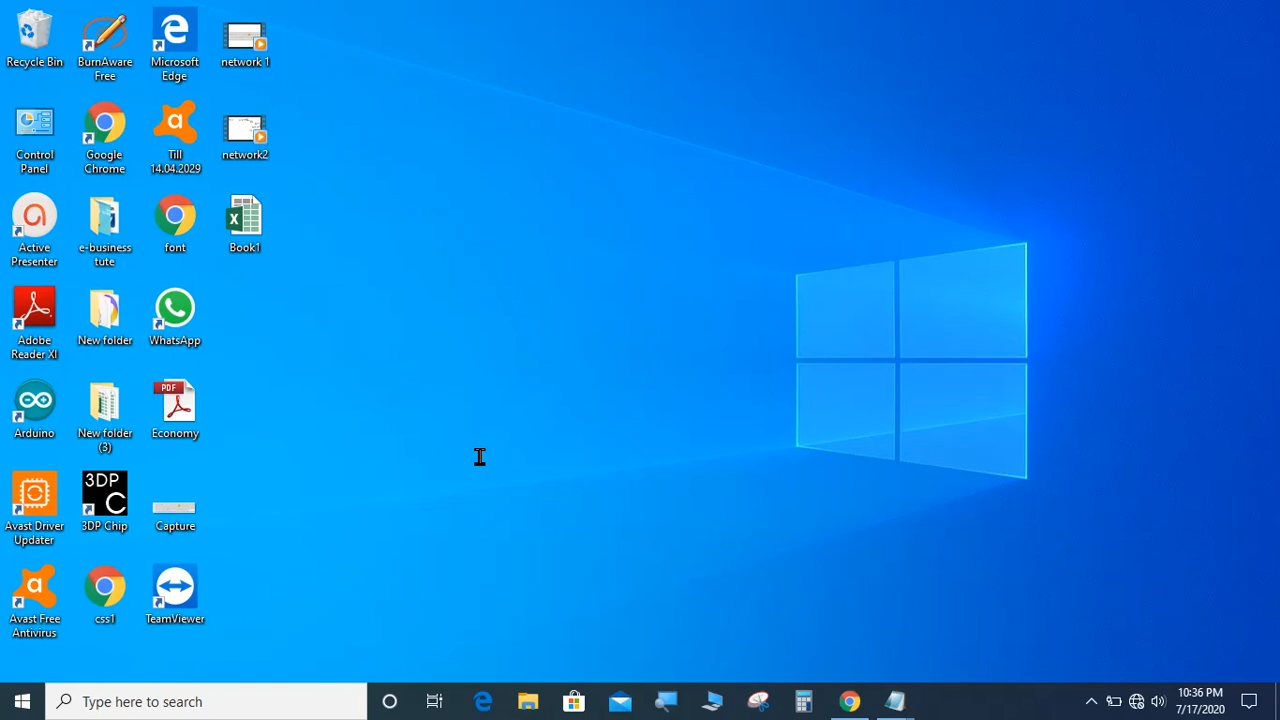 Recycle Bin
BurnAware
Free
Microsoft
Edge
network 1
Control
Panel
Google
Chrome
a
Till
14.04.2029
network2
Active
Presenter
e-business
tute
font
X
Book1
Adobe
Reader XI
New folder
WhatsApp
Arduino
New folder
(3)
PDF
Economy
Avast Driver
Updater
3DP
C
3DP Chip
Capture
a
Avast Free
Antivirus
css1
TeamViewer
Type here to search
10:36 PM
7/17/2020